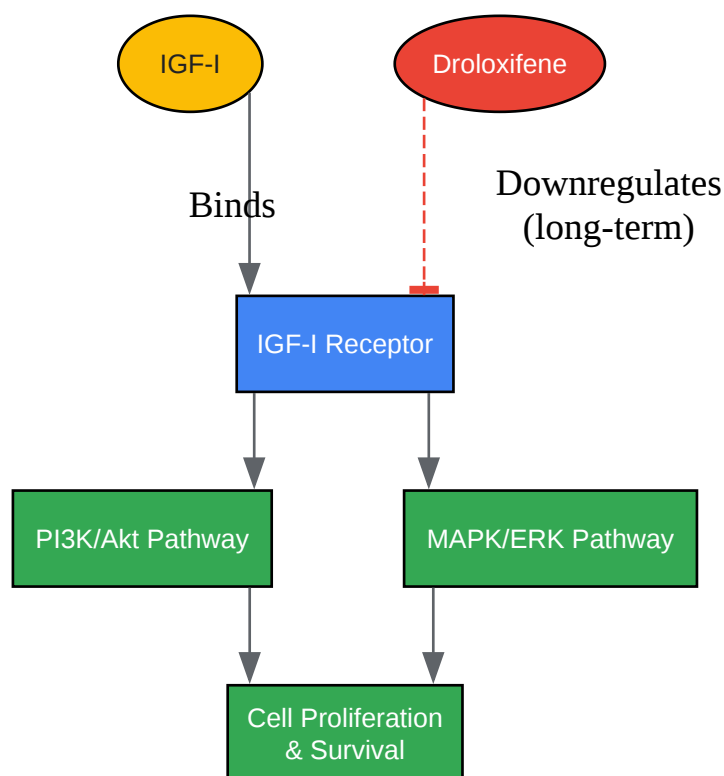 IGF-I
Droloxifene
Binds
Downregulates
(long-term)
IGF-I Receptor
PI3K/Akt Pathway
MAPK/ERK Pathway
Cell Proliferation
& Survival